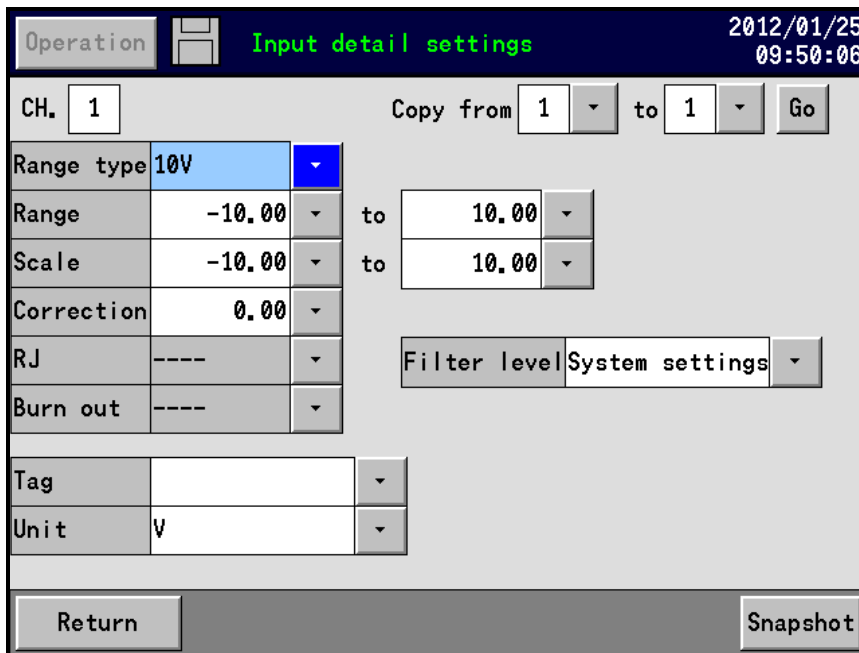 Operation Input detail settings 2012/01/25
09:50:06
CH. 1 Copy from 1 to 1 Go
Range type 10V
Range -10.00 to 10.00
Scale -10.00 to 10.00
Correction 0.00
RJ ---- Filter level System settings
Burn out ----
Tag
Unit V
Return Snapshot